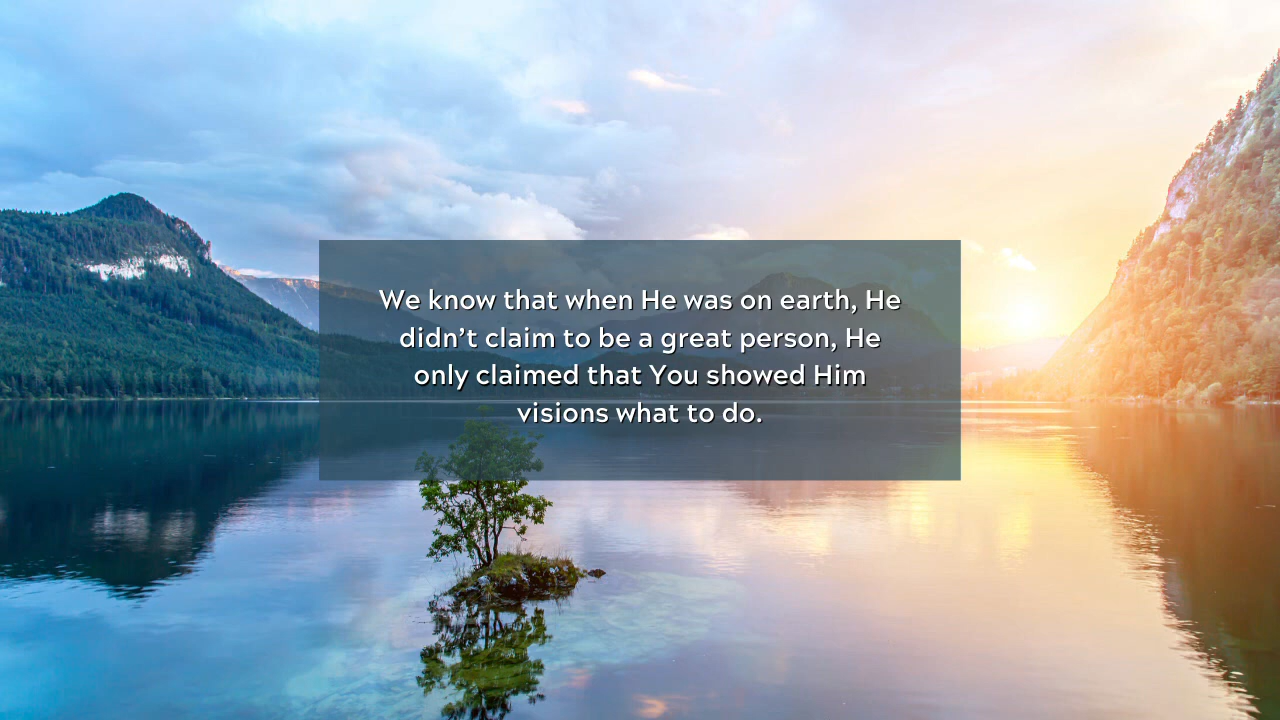 We know that when He was on earth, He
didn’t claim to be a great person, He
only claimed that You showed Him
visions what to do.